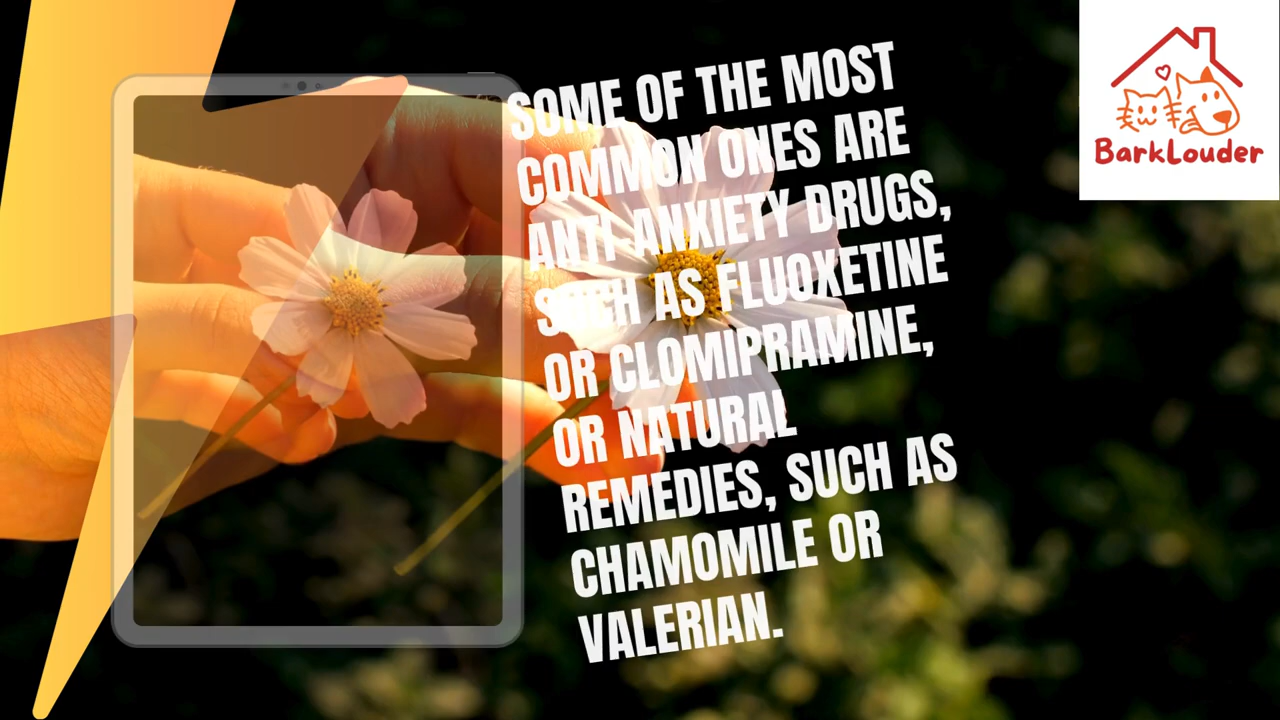 SOME OF THE MOST
COMMON ONES ARE
ANTI-ANXIETY DRUGS,
SUCH AS FLUOXETINE
OR CLOMIPRAMINE,
OR NATURAL
REMEDIES, SUCH AS
CHAMOMILE OR
VALERIAN.
BarkLouder